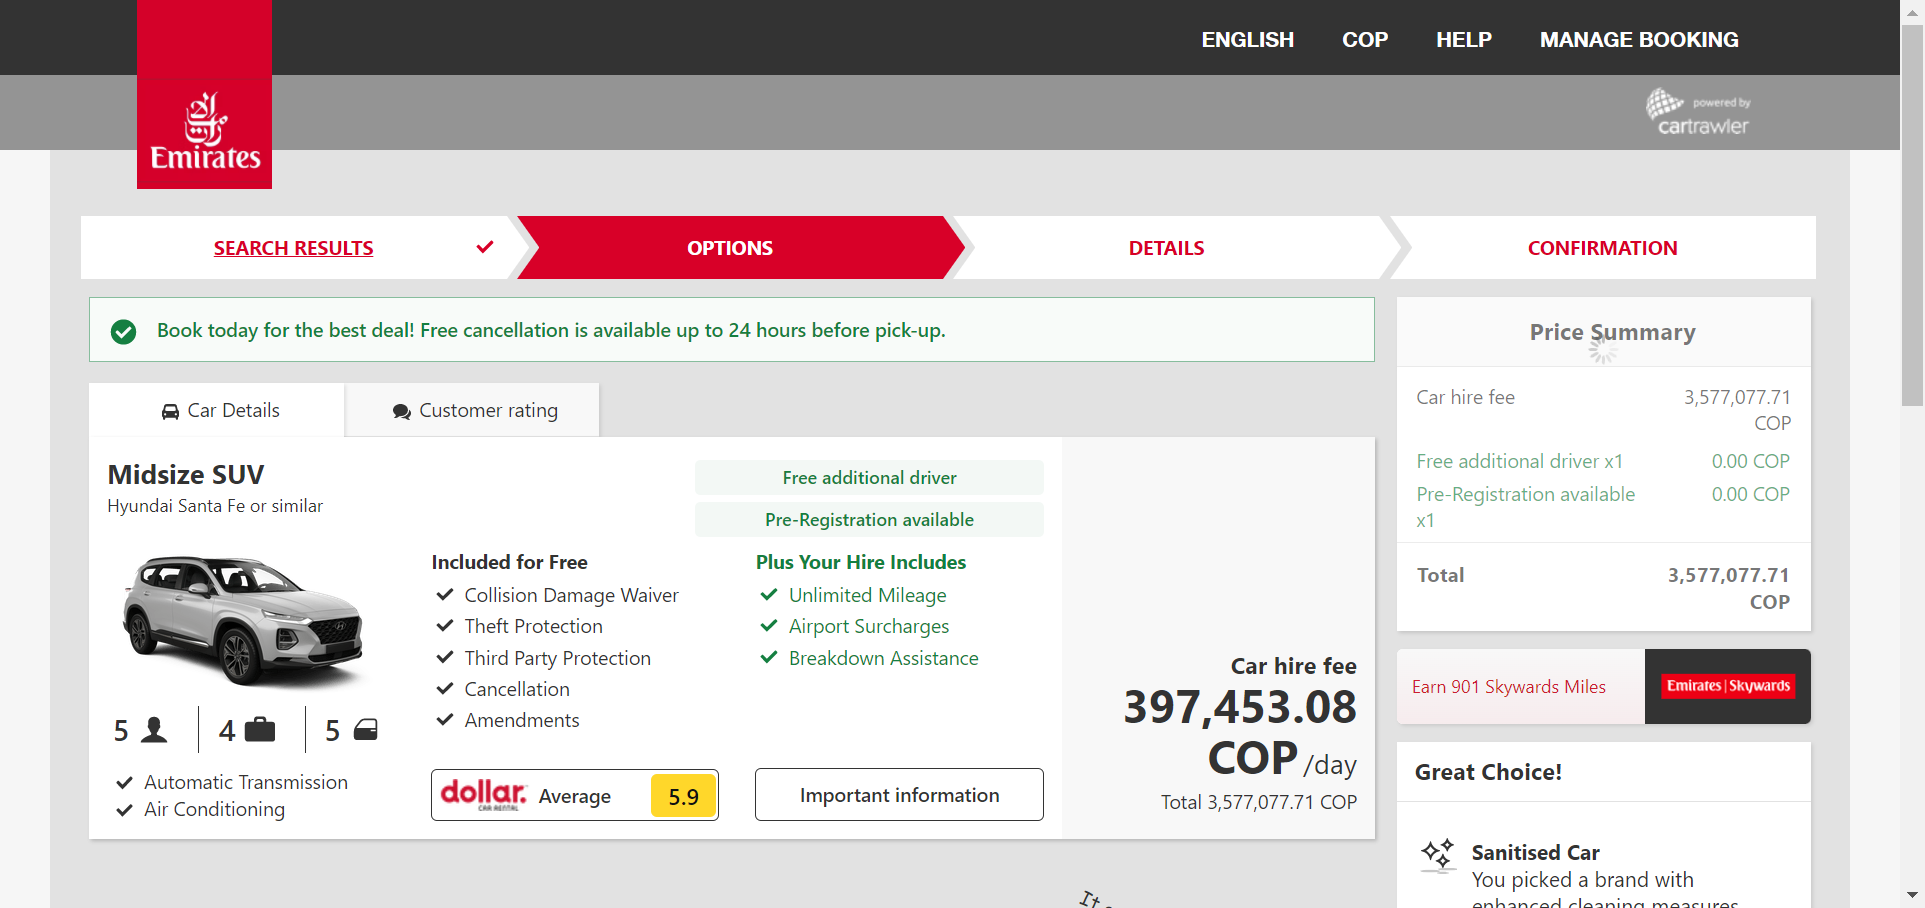 ENGLISH
COP
HELP
MANAGE BOOKING
Emirates
powered by
cartrawler
SEARCH RESULTS
OPTIONS
DETAILS
CONFIRMATION
Book today for the best deal! Free cancellation is available up to 24 hours before pick-up.
Car Details
Customer rating
Midsize SUV
Hyundai Santa Fe or similar
5
4
5
Automatic Transmission
Air Conditioning
Included for Free
Collision Damage Waiver
Theft Protection
Third Party Protection
Cancellation
Amendments
dollar.
CAR RENTAL
Average
5.9
Free additional driver
Pre-Registration available
Plus Your Hire Includes
Unlimited Mileage
Airport Surcharges
Breakdown Assistance
Important information
Car hire fee
397,453.08
COP /day
Total 3,577,077.71 COP
Price Summary
Car hire fee 3,577,077.71
COP
Free additional driver x1 0.00 COP
Pre-Registration available 0.00 COP
x1
Total 3,577,077.71
COP
Earn 901 Skywards Miles
Emirates | Skywards
Great Choice!
Sanitised Car
You picked a brand with
enhanced cleaning measures
It